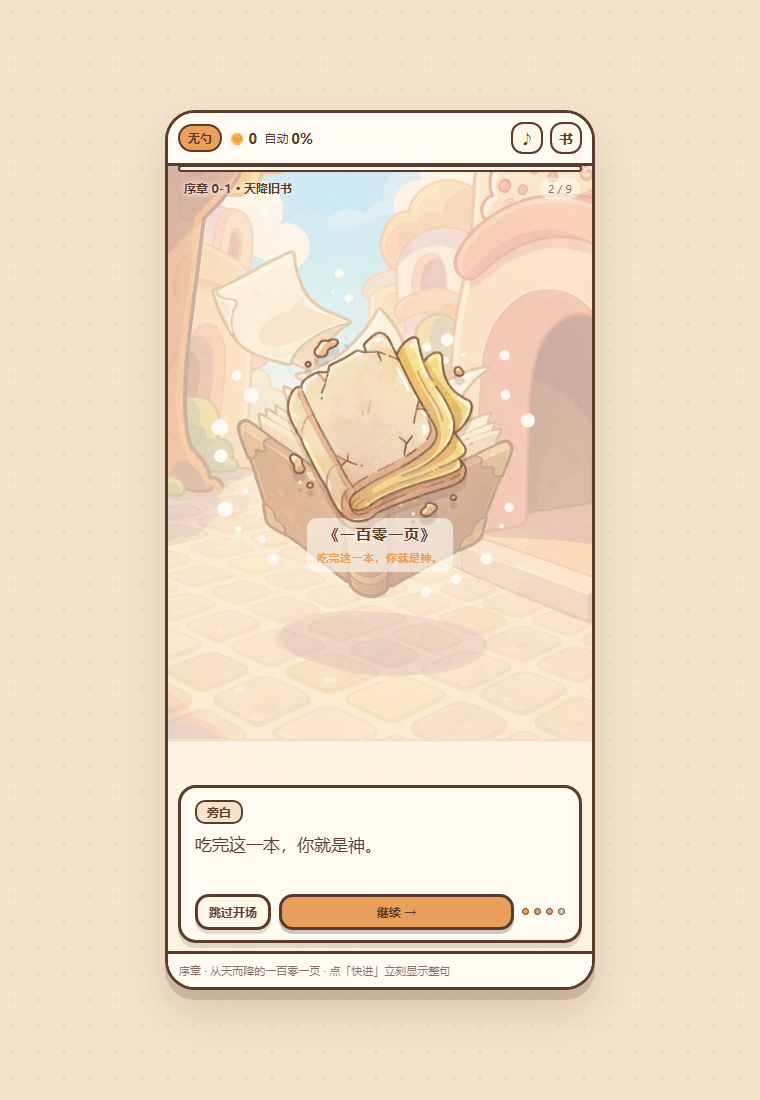 无勺 0 自动 0% ♪ 书
序章 0-1 • 天降旧书 2 / 9
《一百零一页》
吃完这一本，你就是神。
旁白
吃完这一本，你就是神。
跳过开场 继续 →
序章 · 从天而降的一百零一页 · 点「快进」立刻显示整句